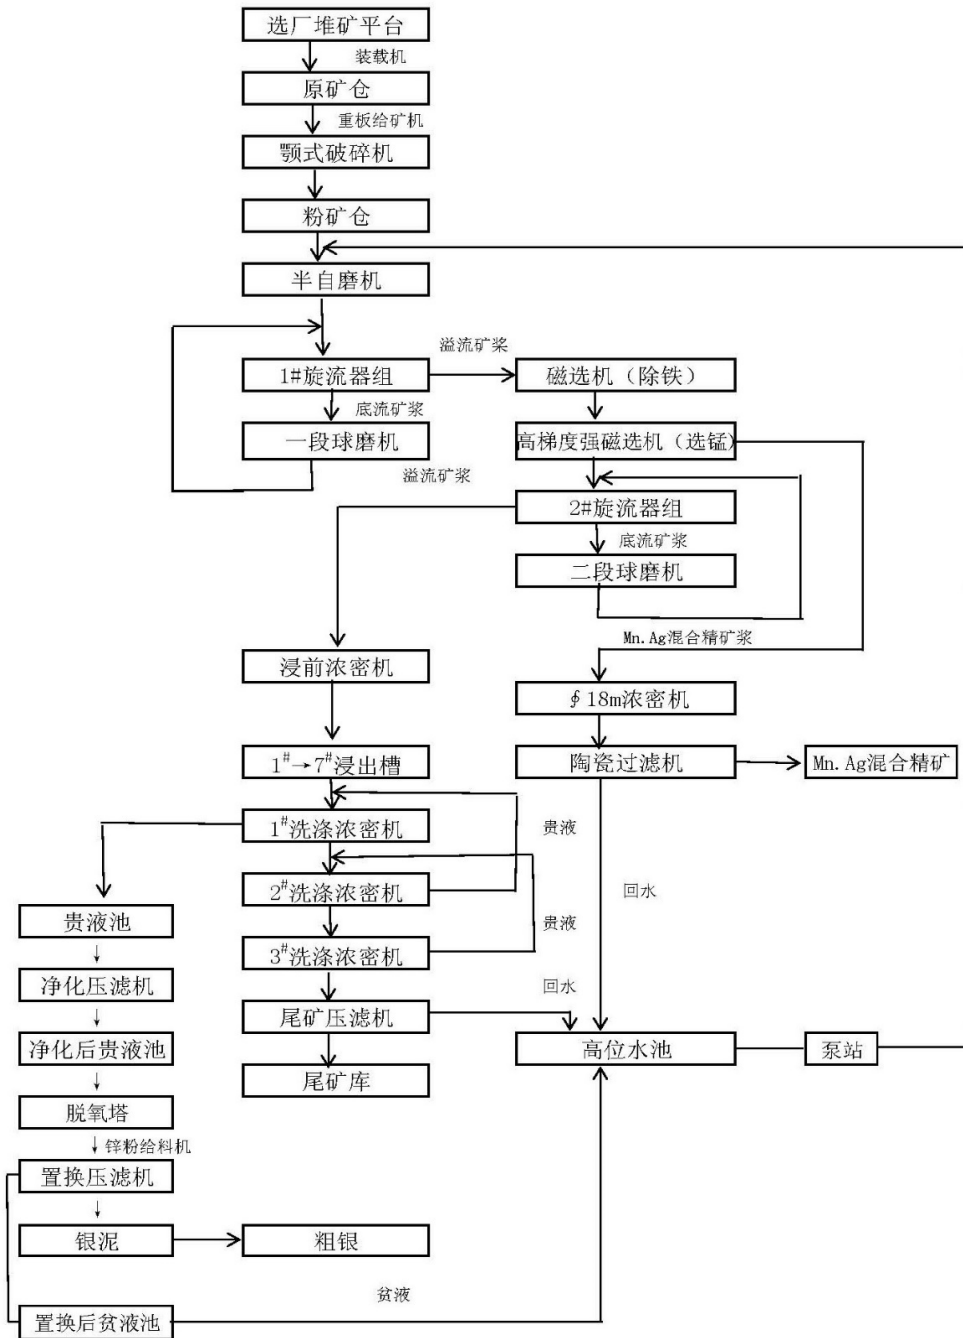 选厂堆矿平台
装载机
原矿仓
重板给矿机
颚式破碎机
粉矿仓
半自磨机
溢流矿桨
1#旋流器组
磁选机（除铁）
底流矿浆
一段球磨机
高梯度强磁选机（选锰）
溢流矿浆
2#旋流器组
底流矿浆
二段球磨机
Mn.Ag混合精矿浆
浸前浓密机
∮18m浓密机
1#→7#浸出槽
陶瓷过滤机
Mn.Ag混合精矿
1#洗涤浓密机
贵液
2#洗涤浓密机
回水
贵液池
贵液
3#洗涤浓密机
净化压滤机
回水
尾矿压滤机
净化后贵液池
高位水池
泵站
尾矿库
脱氧塔
锌粉给料机
置换压滤机
银泥
粗银
贫液
置换后贫液池